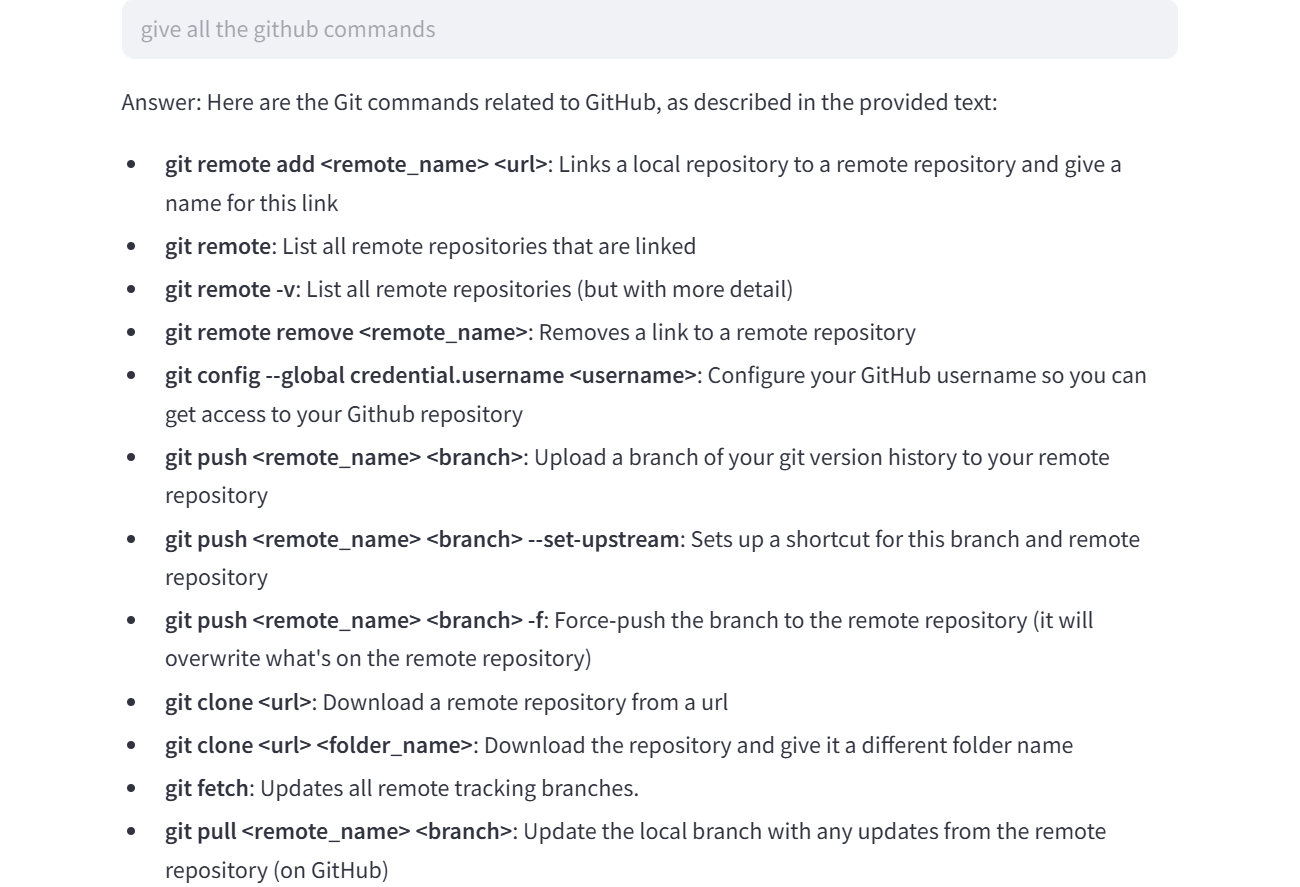 give all the github commands
Answer: Here are the Git commands related to GitHub, as described in the provided text:
• git remote add <remote_name> <url>: Links a local repository to a remote repository and give a
name for this link
• git remote: List all remote repositories that are linked
• git remote -v: List all remote repositories (but with more detail)
• git remote remove <remote_name>: Removes a link to a remote repository
• git config --global credential.username <username>: Configure your GitHub username so you can
get access to your Github repository
• git push <remote_name> <branch>: Upload a branch of your git version history to your remote
repository
• git push <remote_name> <branch> --set-upstream: Sets up a shortcut for this branch and remote
repository
• git push <remote_name> <branch> -f: Force-push the branch to the remote repository (it will
overwrite what's on the remote repository)
• git clone <url>: Download a remote repository from a url
• git clone <url> <folder_name>: Download the repository and give it a different folder name
• git fetch: Updates all remote tracking branches.
• git pull <remote_name> <branch>: Update the local branch with any updates from the remote
repository (on GitHub)